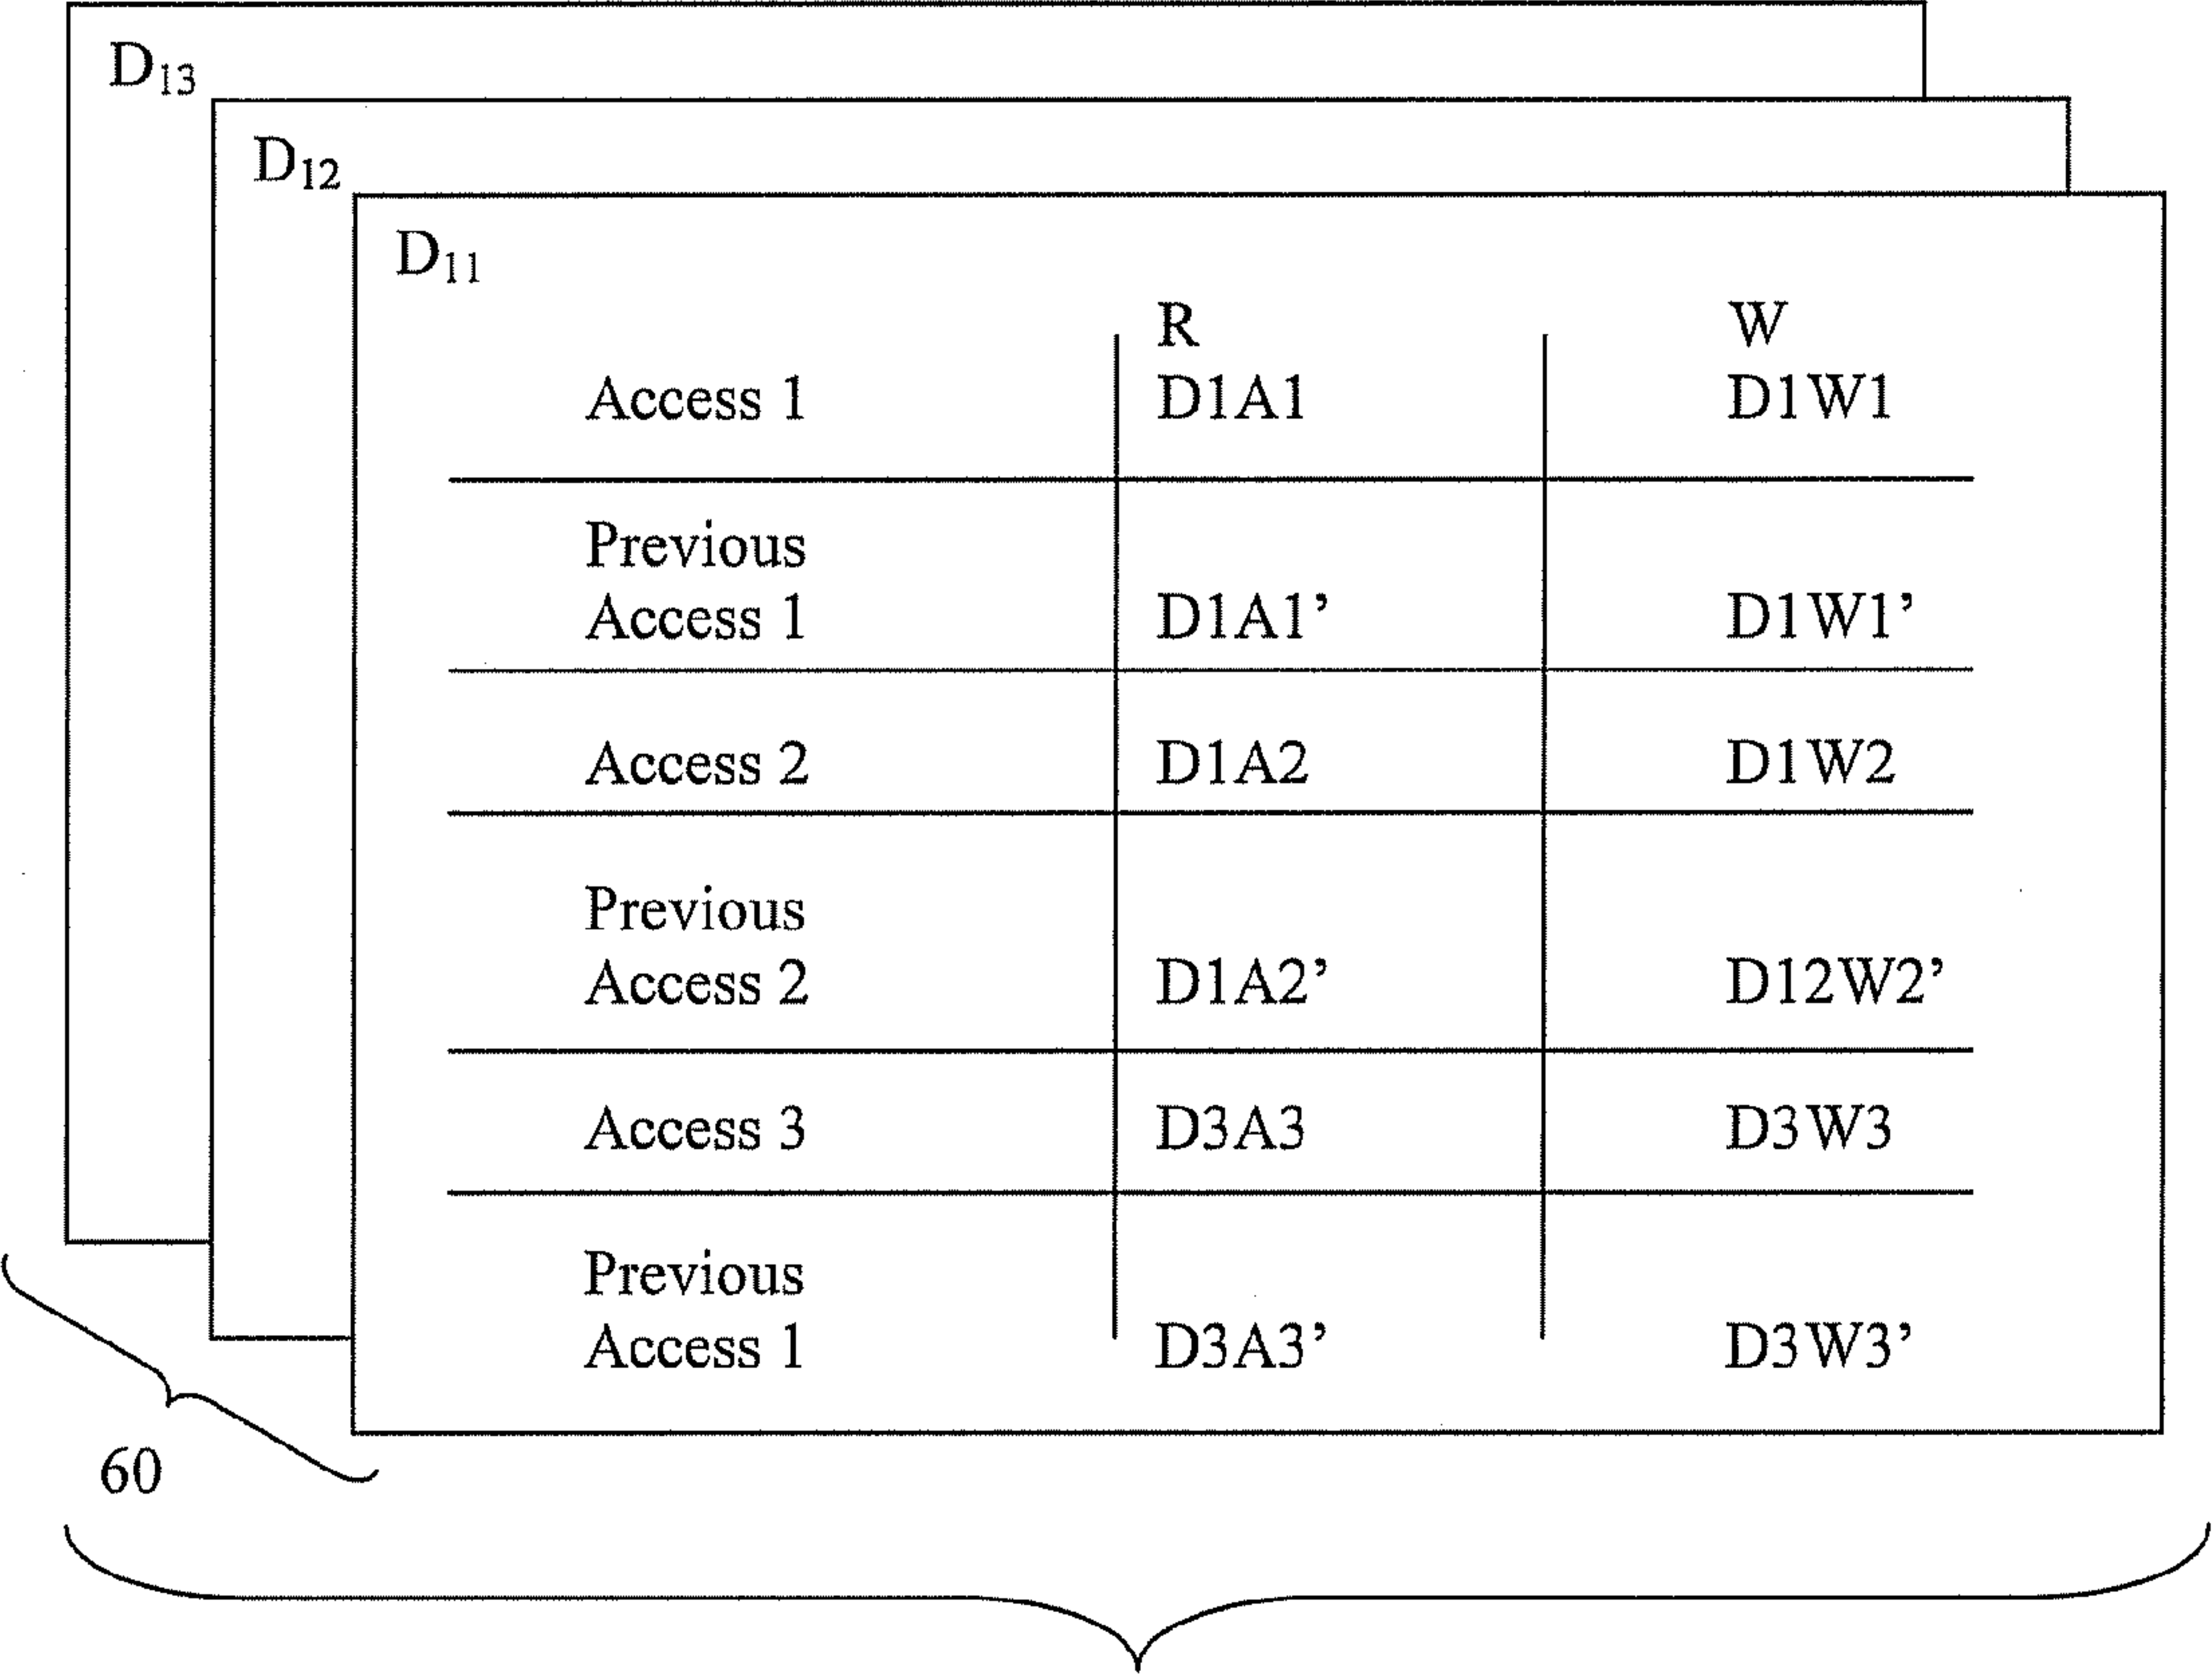 D13
D12
D11
R W
Access 1 D1A1 D1W1
Previous
Access 1 D1A1’ D1W1’
Access 2 D1A2 D1W2
Previous
Access 2 D1A2’ D12W2’
Access 3 D3A3 D3W3
Previous
Access 1 D3A3’ D3W3’
60